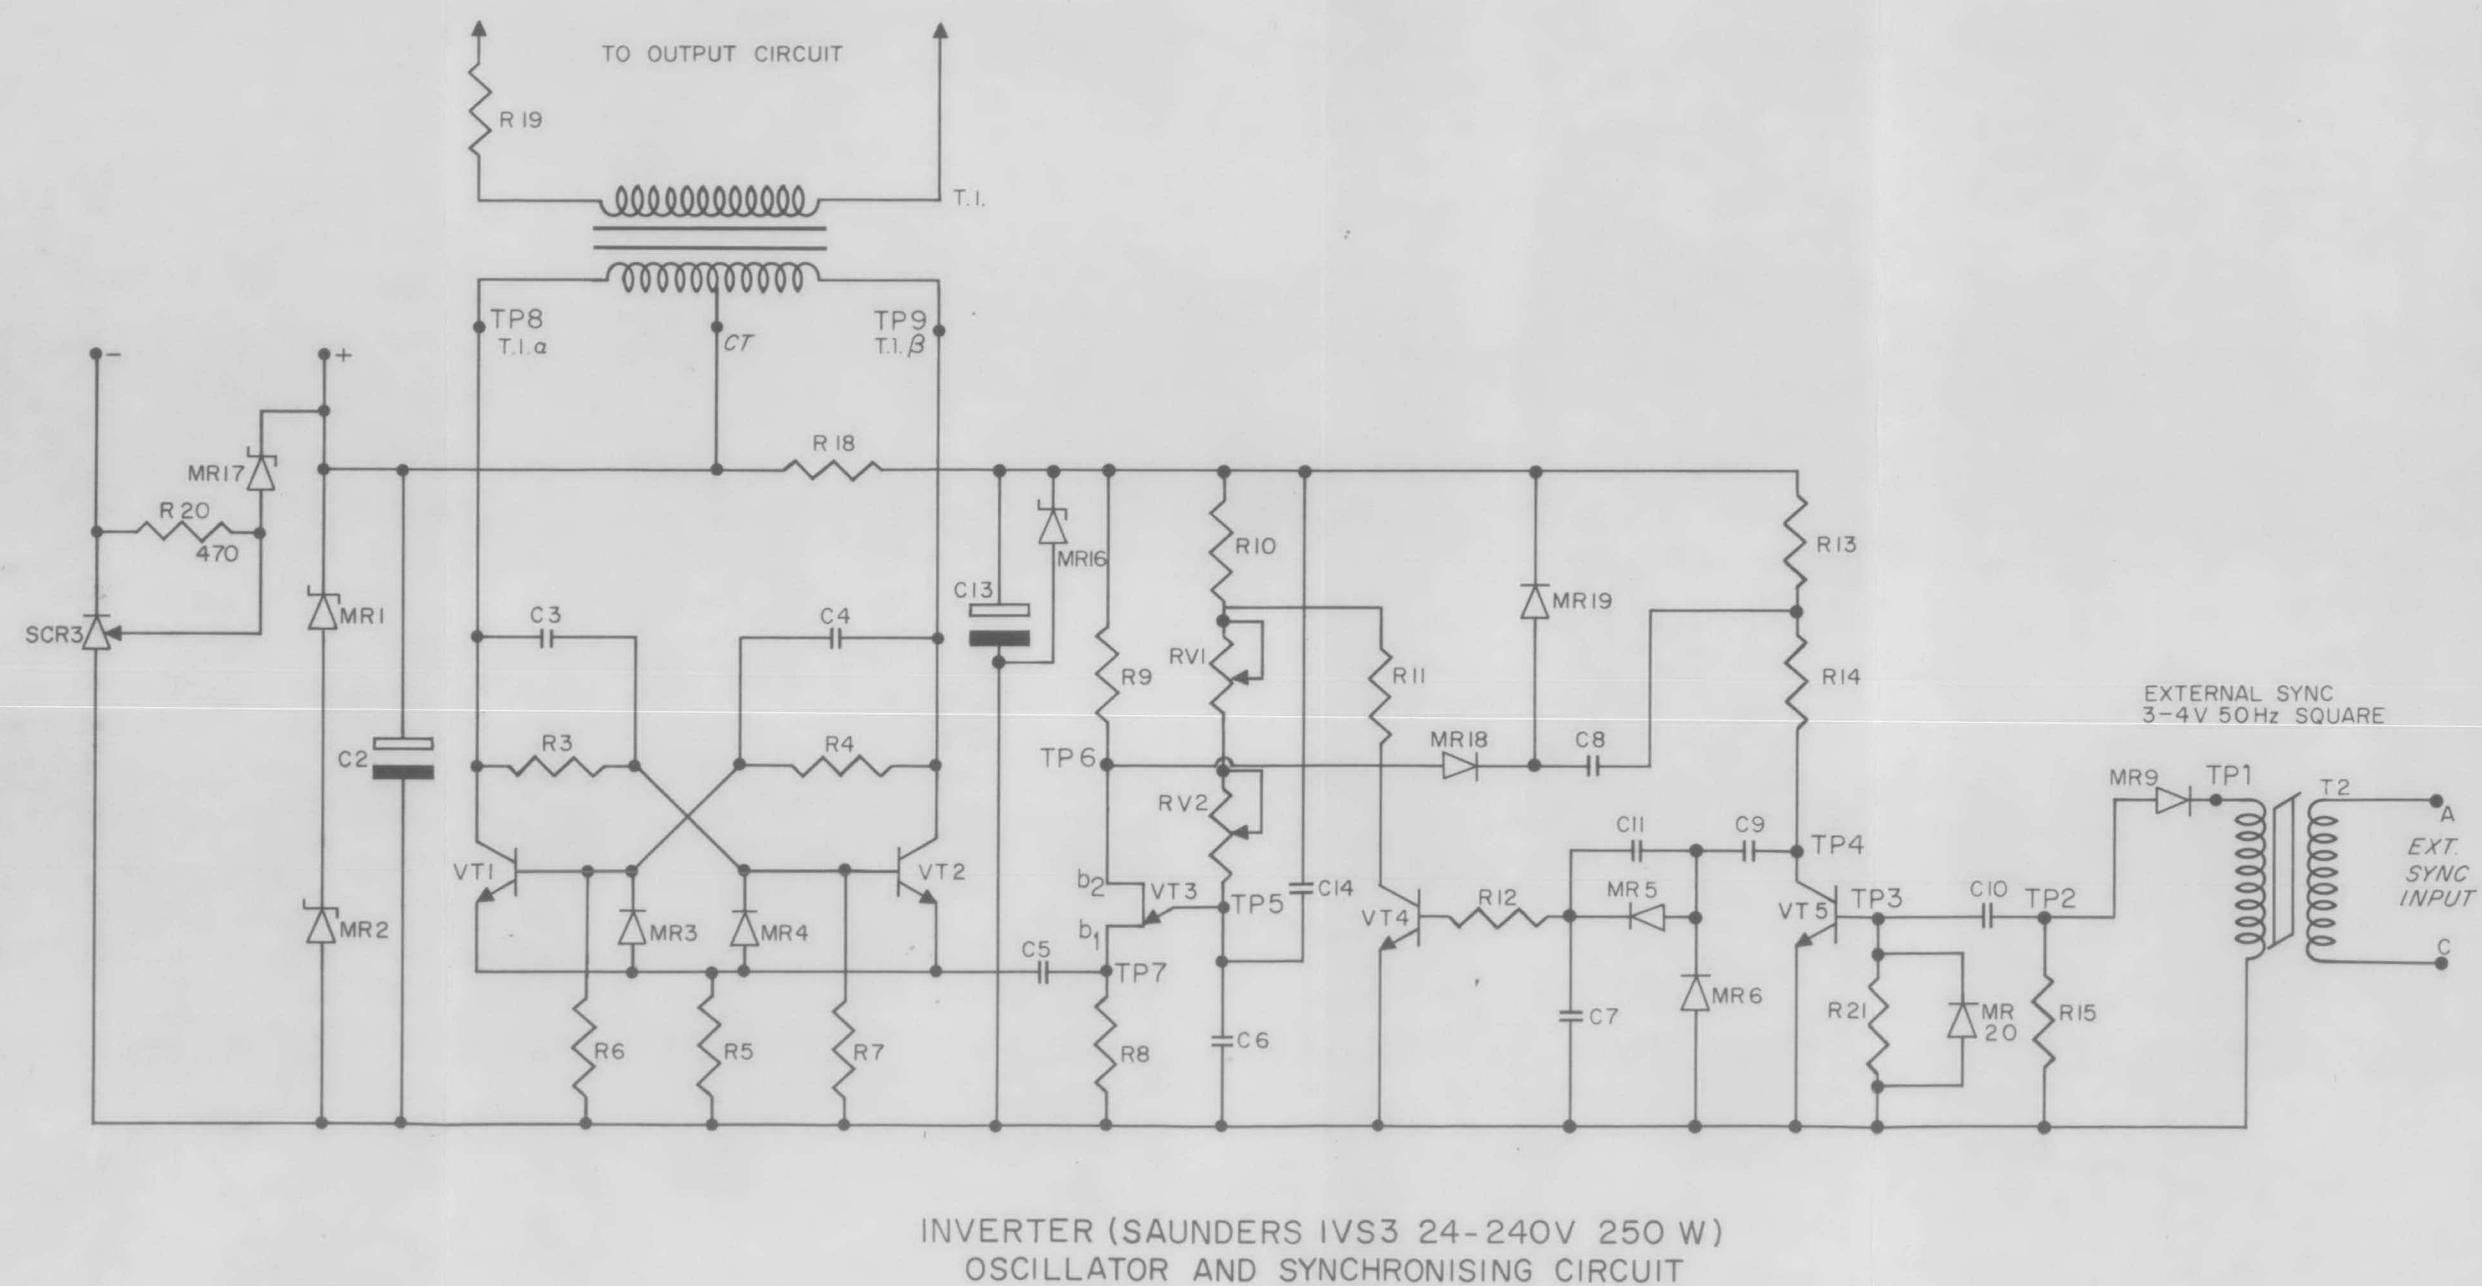 TO OUTPUT CIRCUIT
R19
T.1.
TP8
T.1.α
CT
TP9
T.1.β
-
+
R18
MR17
R20
470
SCR3
MR1
C2
MR2
C3
C4
R3
R4
VT1
VT2
MR3
MR4
R6
R5
R7
C13
MR16
R9
R10
RV1
R11
MR19
R13
R14
TP6
MR18
C8
RV2
b2
VT3
TP5
C14
b1
C5
TP7
R8
C6
VT4
R12
C11
C9
TP4
MR5
MR6
C7
VT5
TP3
C10
TP2
R21
MR
20
R15
EXTERNAL SYNC
3-4V 50Hz SQUARE
MR9
TP1
T2
A
EXT.
SYNC
INPUT
C
INVERTER (SAUNDERS IVS3 24-240V 250 W)
OSCILLATOR AND SYNCHRONISING CIRCUIT